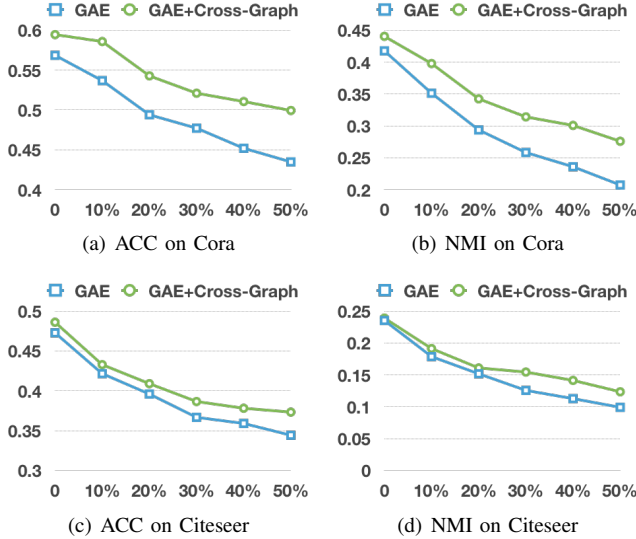 GAE GAE+Cross-Graph
0.6
0.55
0.5
0.45
0.4
0 10% 20% 30% 40% 50%
(a) ACC on Cora
GAE GAE+Cross-Graph
0.45
0.4
0.35
0.3
0.25
0.2
0 10% 20% 30% 40% 50%
(b) NMI on Cora
GAE GAE+Cross-Graph
0.5
0.45
0.4
0.35
0.3
0 10% 20% 30% 40% 50%
(c) ACC on Citeseer
GAE GAE+Cross-Graph
0.25
0.2
0.15
0.1
0.05
0
0 10% 20% 30% 40% 50%
(d) NMI on Citeseer